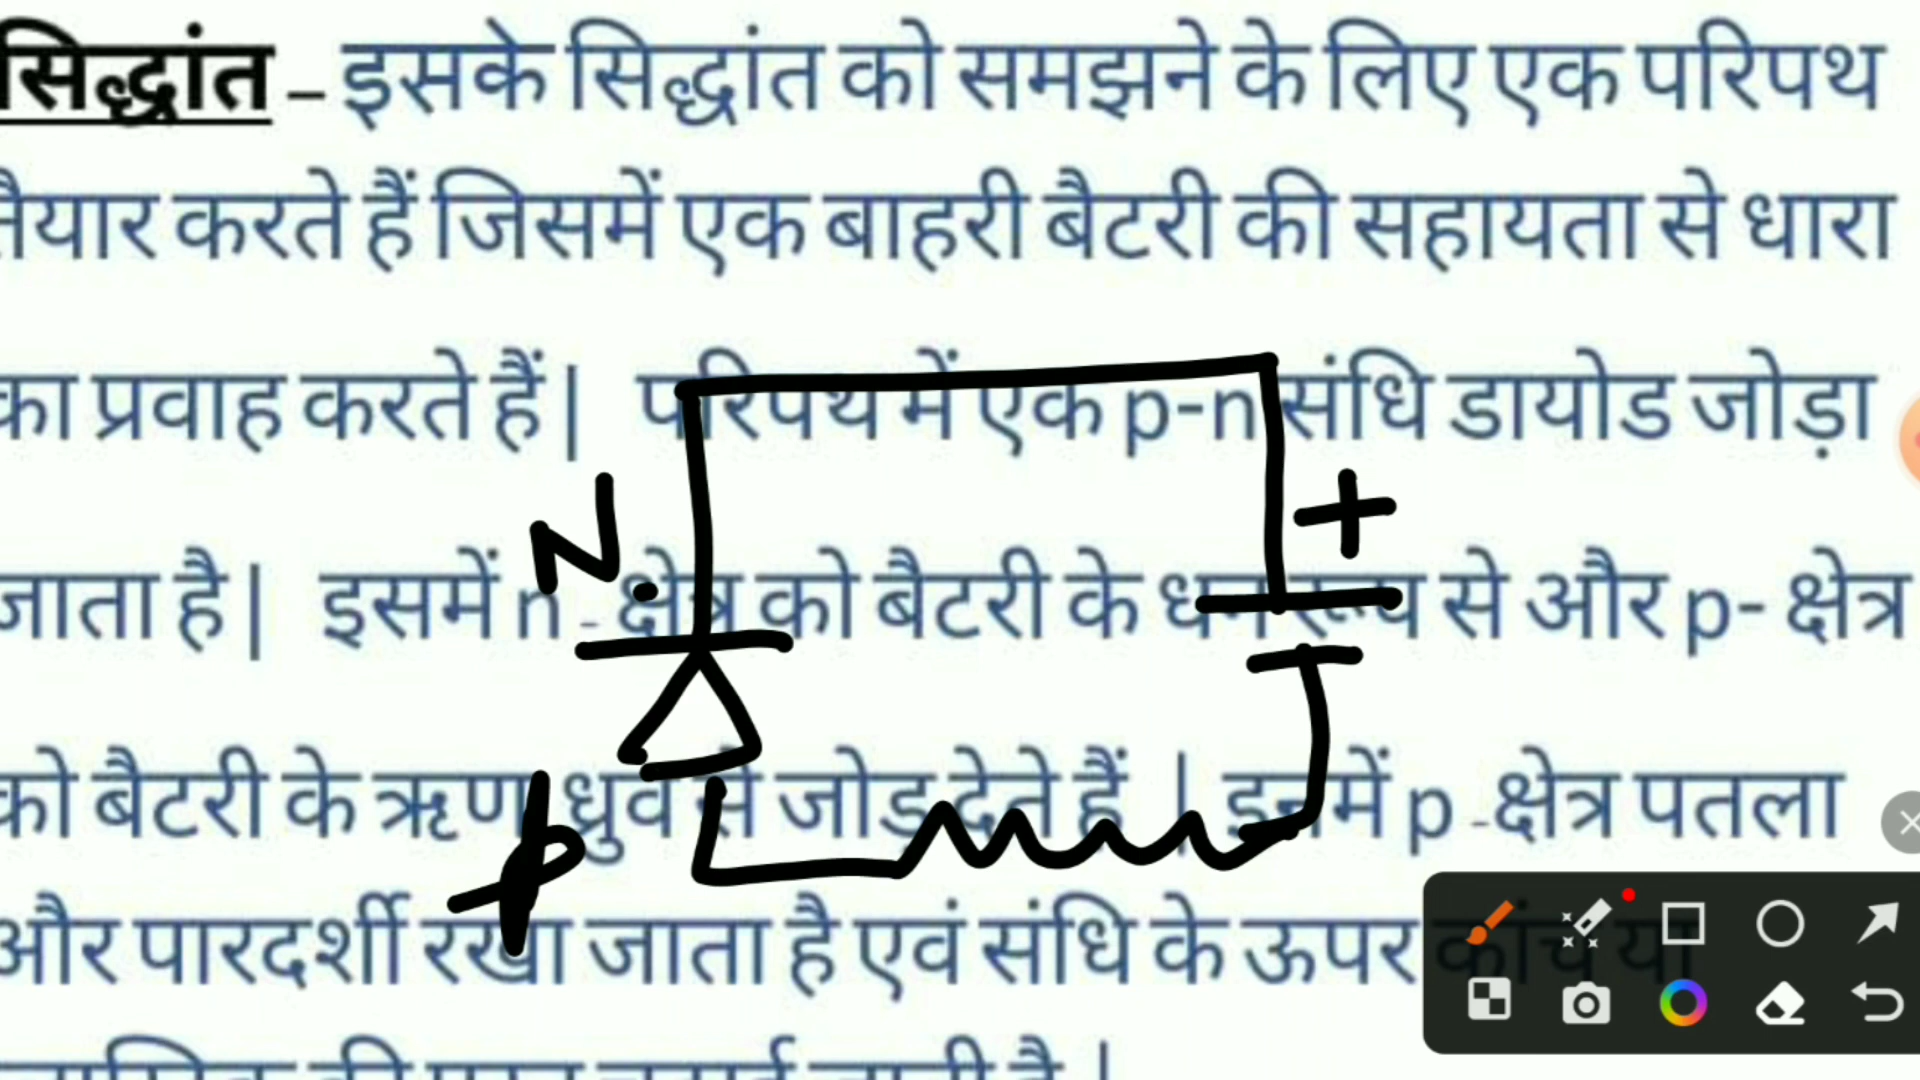 सिद्धांत – इसके सिद्धांत को समझने के लिए एक परिपथ
तैयार करते हैं जिसमें एक बाहरी बैटरी की सहायता से धारा
का प्रवाह करते हैं| परिपथ में एक p-n संधि डायोड जोड़ा
N
+
जाता है| इसमें n - क्षेत्र को बैटरी के धन रूप से और p- क्षेत्र
को बैटरी के ऋण ध्रुव से जोड़ देते हैं | इनमें p -क्षेत्र पतला
p
और पारदर्शी रखा जाता है एवं संधि के ऊपर कांच या